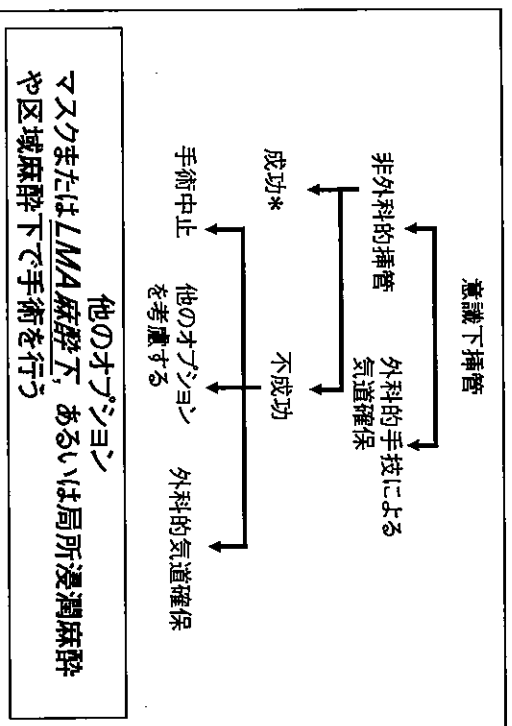 意識下挿管
非外科的挿管
外科的手技による
気道確保
成功*
不成功
手術中止
他のオプション
を考慮する
外科的気道確保
他のオプション
マスクまたはLMA麻酔下, あるいは局所浸潤麻酔
や区域麻酔下で手術を行う